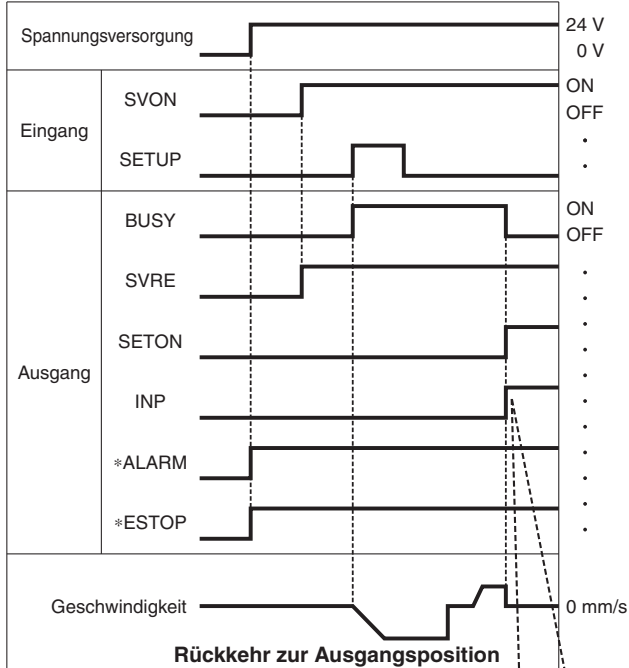 Spannungsversorgung
24 V
0 V
Eingang
SVON
ON
OFF
SETUP
Ausgang
BUSY
ON
OFF
SVRE
SETON
INP
*ALARM
*ESTOP
Geschwindigkeit
0 mm/s
Rückkehr zur Ausgangsposition